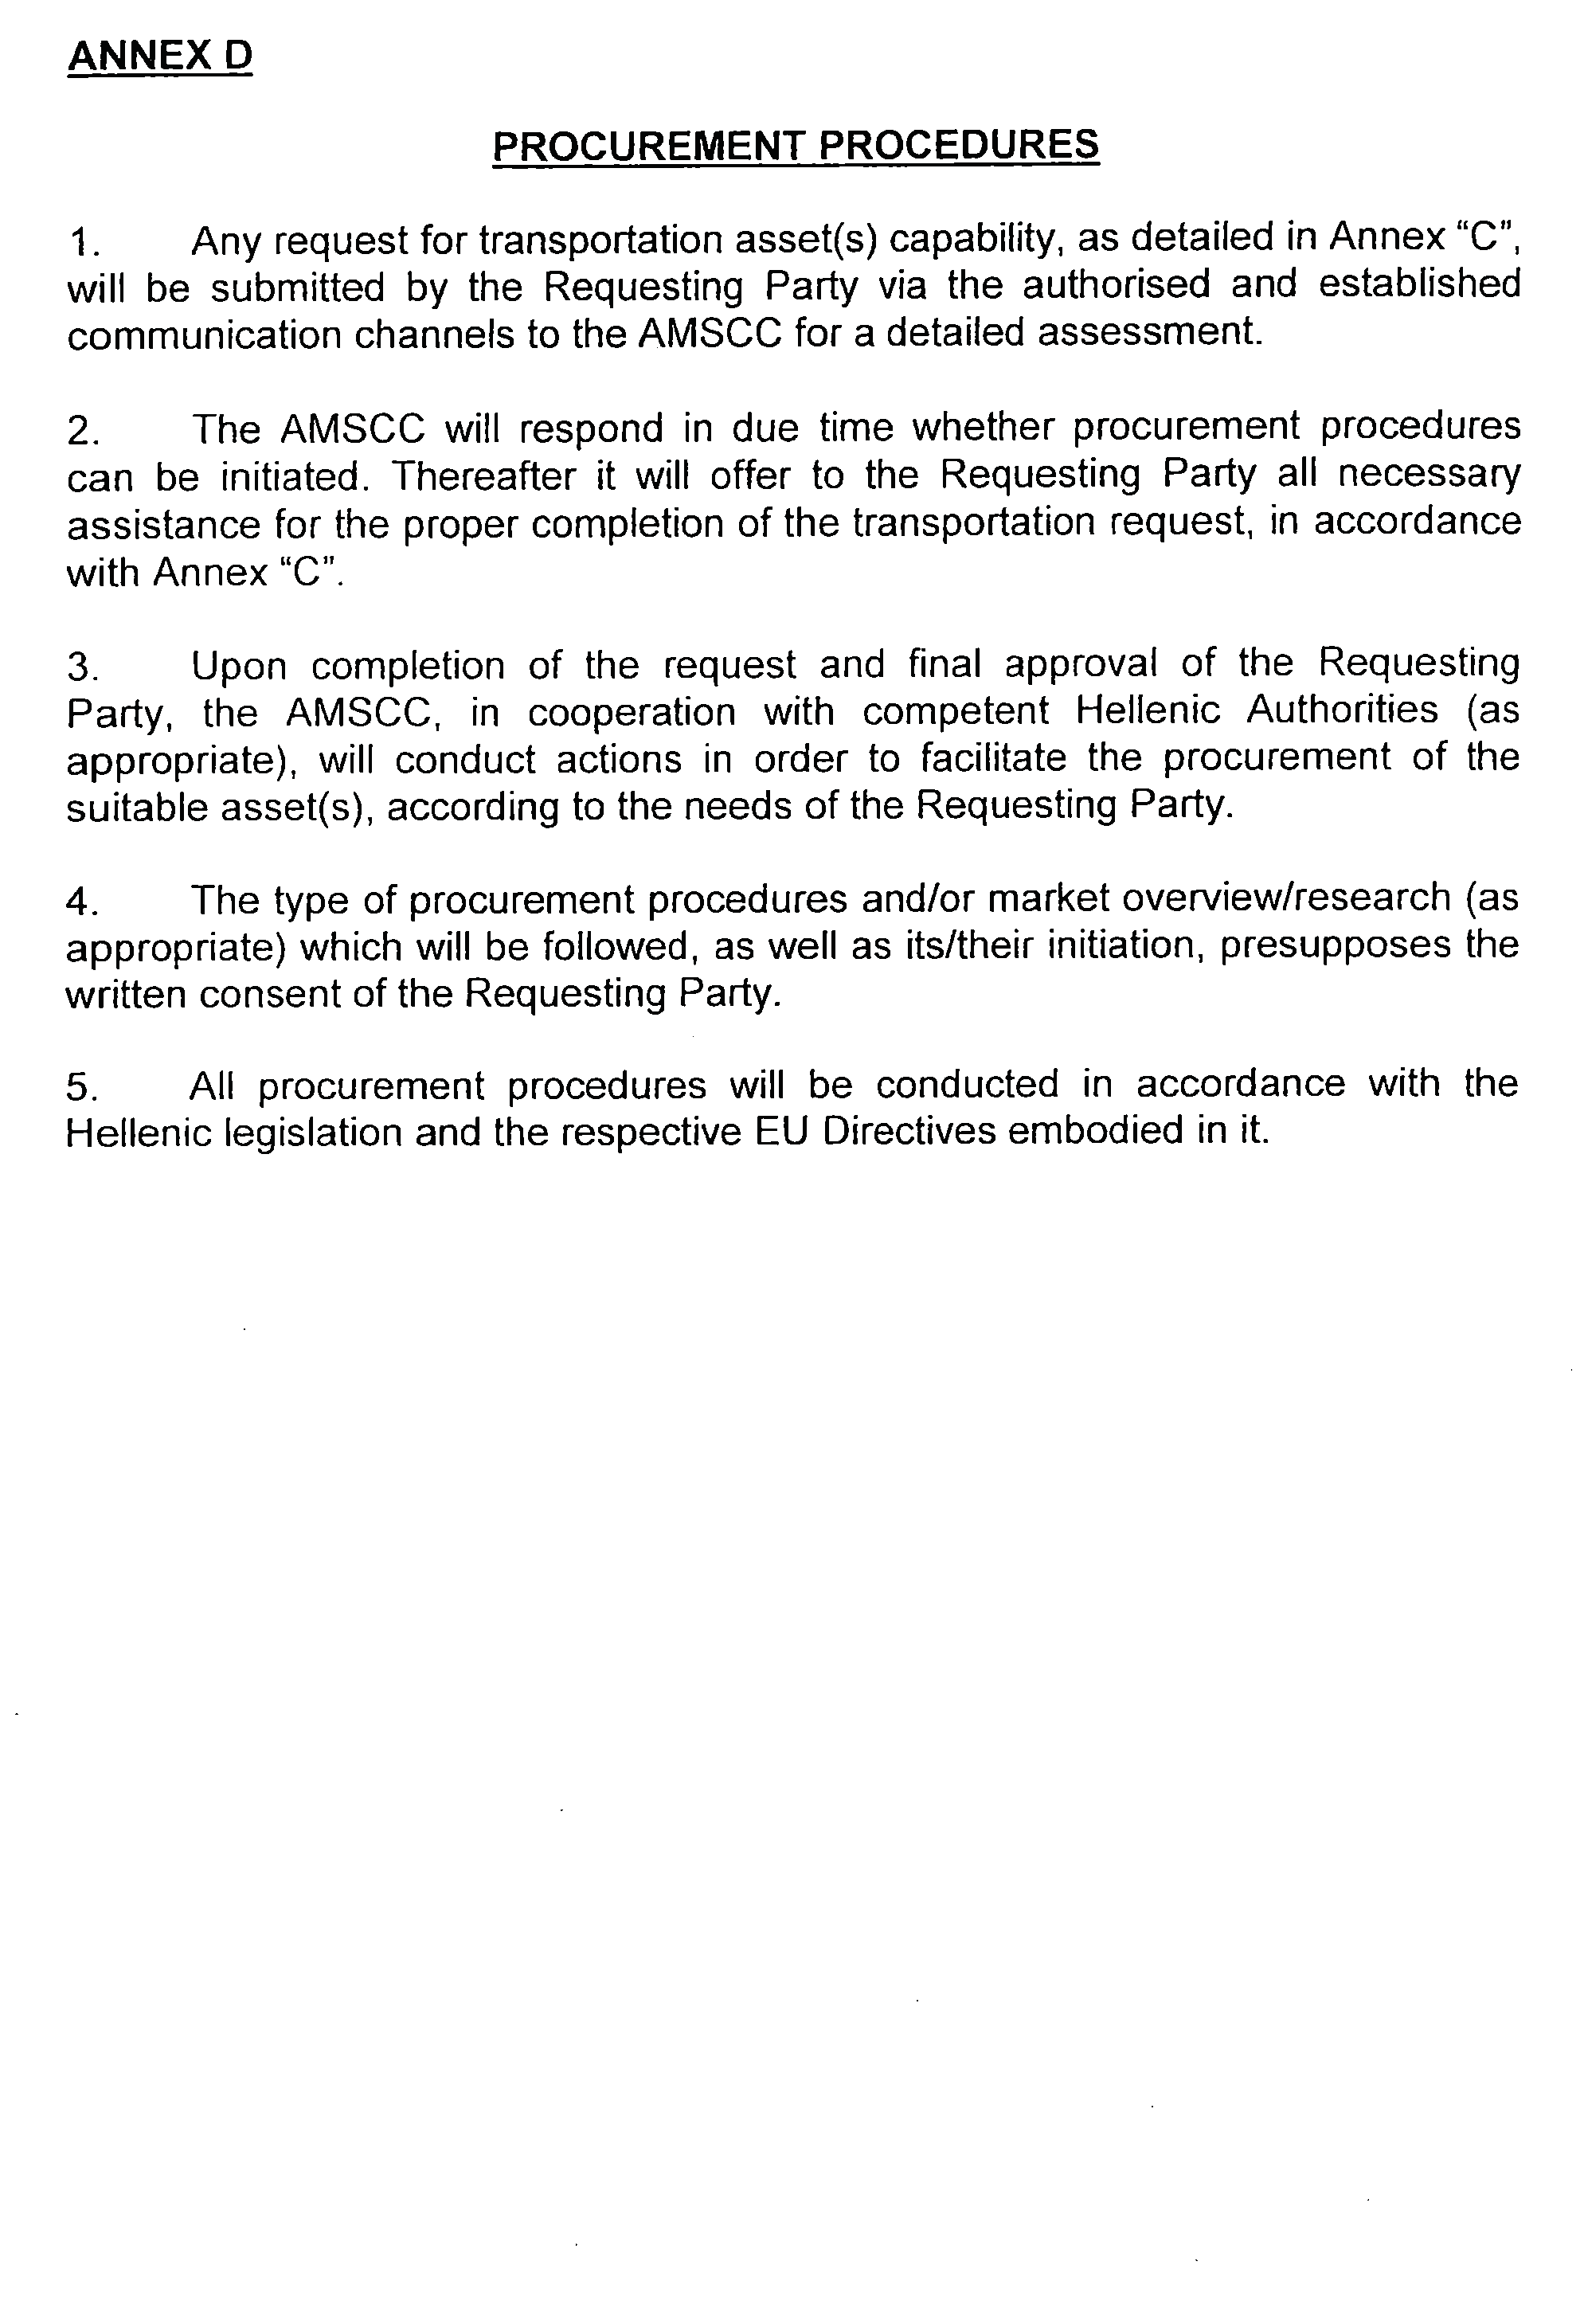 ANNEX D
PROCUREMENT PROCEDURES
1. Any request for transportation asset(s) capability, as detailed in Annex “C”,
will be submitted by the Requesting Party via the authorised and established
communication channels to the AMSCC for a detailed assessment.
2. The AMSCC will respond in due time whether procurement procedures
can be initiated. Thereafter it will offer to the Requesting Party all necessary
assistance for the proper completion of the transportation request, in accordance
with Annex “C”.
3. Upon completion of the request and final approval of the Requesting
Party, the AMSCC, in cooperation with competent Hellenic Authorities (as
appropriate), will conduct actions in order to facilitate the procurement of the
suitable asset(s), according to the needs of the Requesting Party.
4. The type of procurement procedures and/or market overview/research (as
appropriate) which will be followed, as well as its/their initiation, presupposes the
written consent of the Requesting Party.
5. All procurement procedures will be conducted in accordance with the
Hellenic legislation and the respective EU Directives embodied in it.